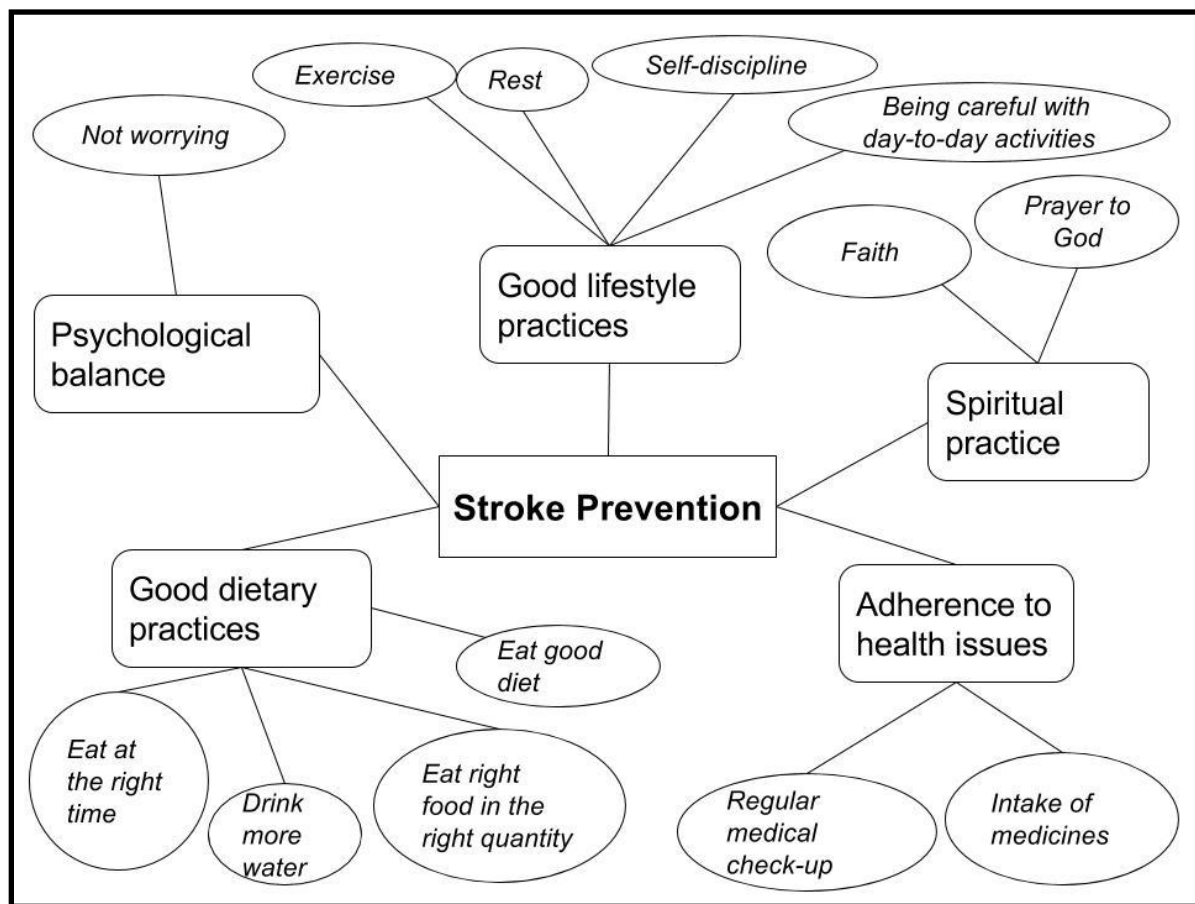 Exercise
Rest
Self-discipline
Being careful with
day-to-day activities
Not worrying
Prayer to
God
Faith
Good lifestyle
practices
Psychological
balance
Spiritual
practice
Stroke Prevention
Good dietary
practices
Adherence to
health issues
Eat good
diet
Eat at
the right
time
Drink
more
water
Eat right
food in the
right quantity
Regular
medical
check-up
Intake of
medicines